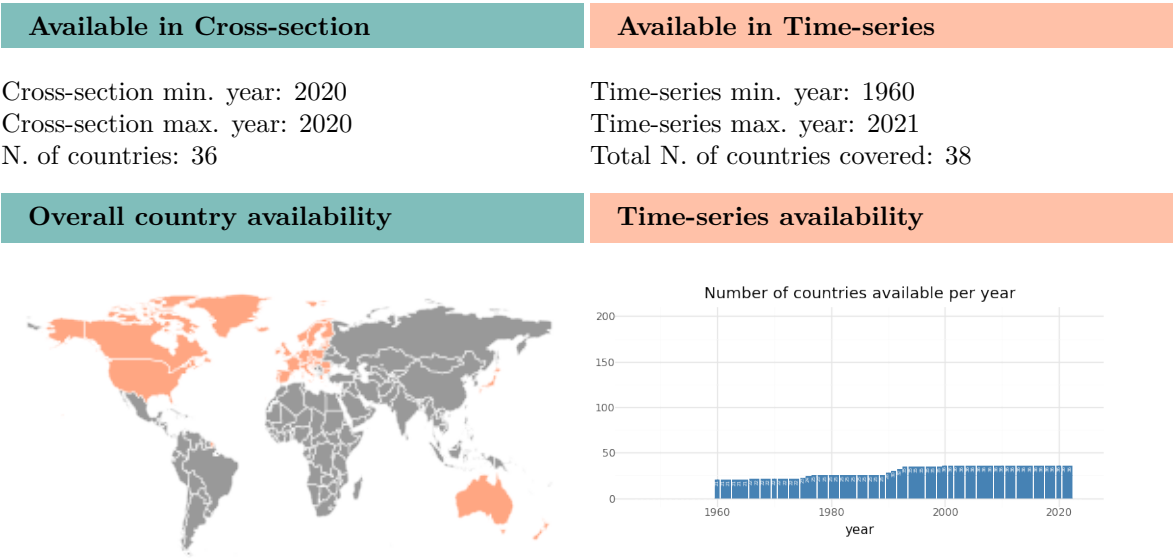 Available in Cross-section
Available in Time-series
Cross-section min. year: 2020
Cross-section max. year: 2020
N. of countries: 36
Time-series min. year: 1960
Time-series max. year: 2021
Total N. of countries covered: 38
Overall country availability
Time-series availability
Number of countries available per year
200
150
100
50
0
1960
1980
2000
2020
year